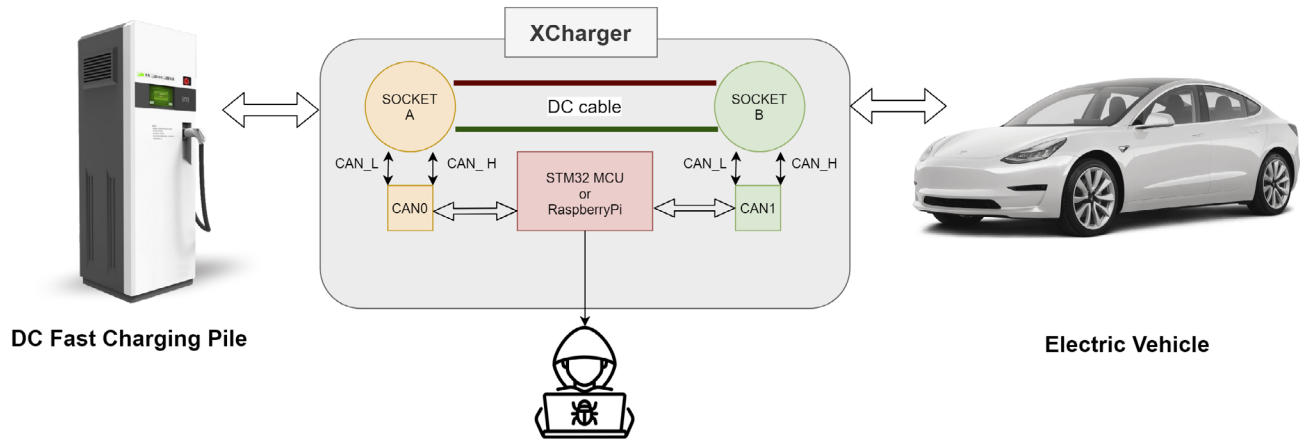 XCharger
SOCKET
A
DC cable
SOCKET
B
CAN_L
CAN_H
CAN_L
CAN_H
STM32 MCU
or
RaspberryPi
CAN0
CAN1
DC Fast Charging Pile
Electric Vehicle